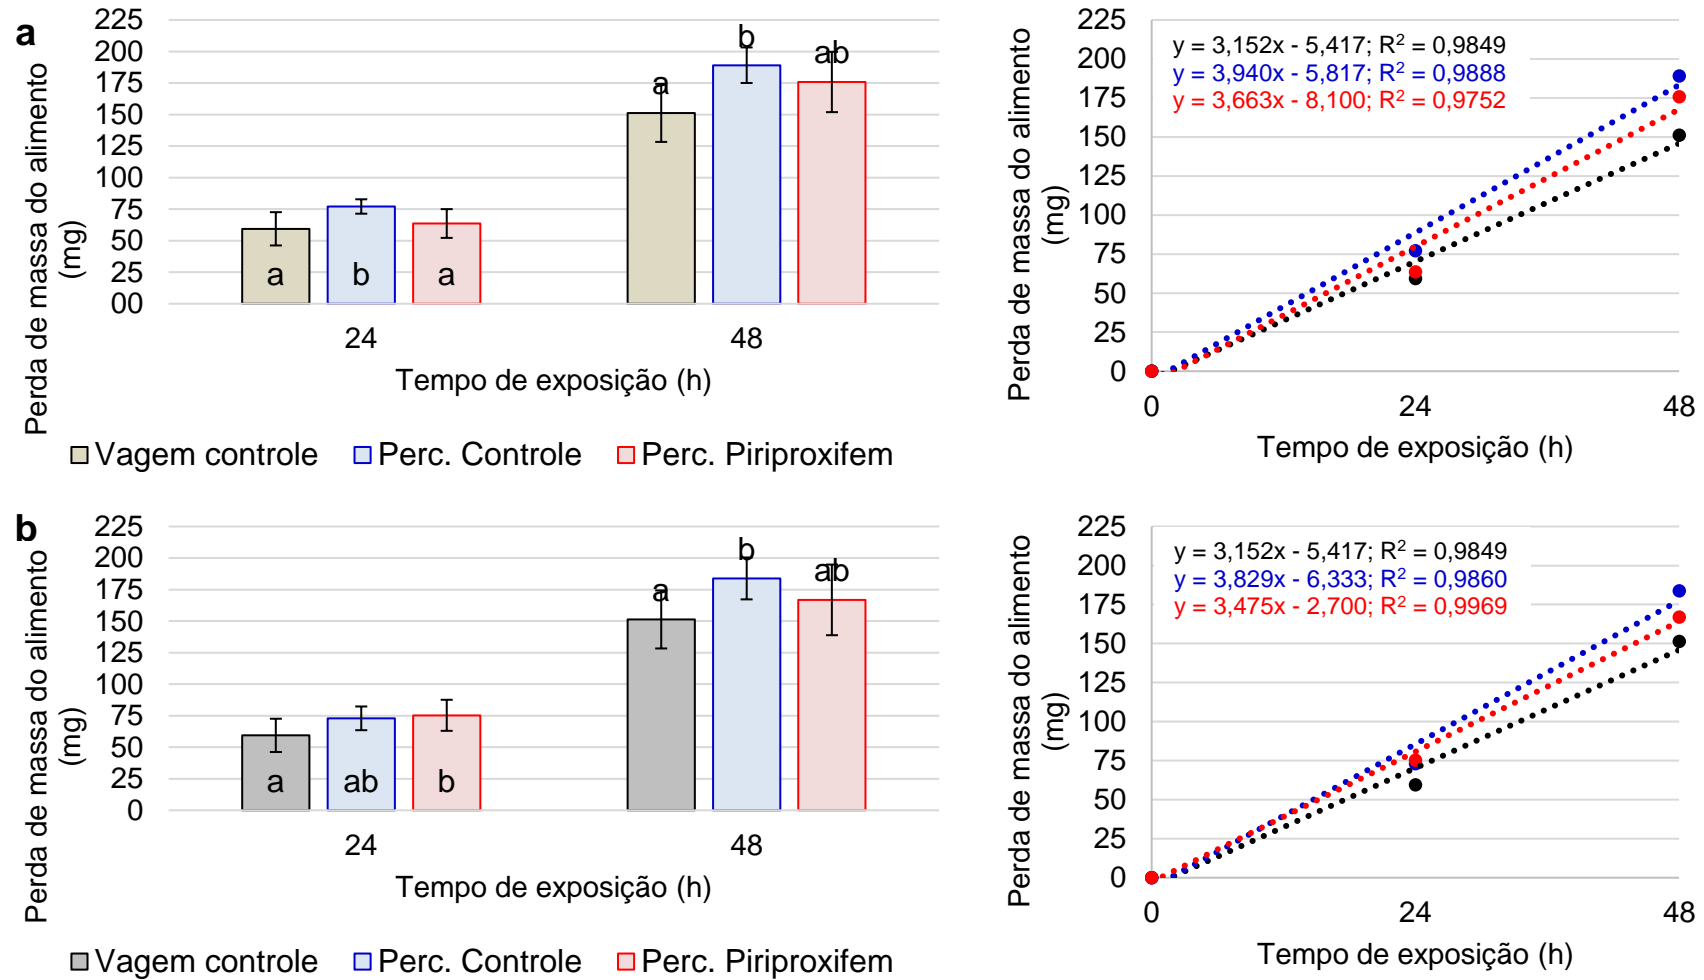 a
Perda de massa do alimento
(mg)
225
200
175
150
125
100
75
50
25
00
a
b
a
a
b
ab
24
48
Tempo de exposição (h)
Vagem controle
Perc. Controle
Perc. Piriproxifem
Perda de massa do alimento
(mg)
225
200
175
150
125
100
75
50
25
0
y = 3,152x - 5,417; R² = 0,9849
y = 3,940x - 5,817; R² = 0,9888
y = 3,663x - 8,100; R² = 0,9752
0
24
48
Tempo de exposição (h)
b
Perda de massa do alimento
(mg)
225
200
175
150
125
100
75
50
25
0
a
ab
b
a
b
ab
24
48
Tempo de exposição (h)
Vagem controle
Perc. Controle
Perc. Piriproxifem
Perda de massa do alimento
(mg)
225
200
175
150
125
100
75
50
25
0
y = 3,152x - 5,417; R² = 0,9849
y = 3,829x - 6,333; R² = 0,9860
y = 3,475x - 2,700; R² = 0,9969
0
24
48
Tempo de exposição (h)